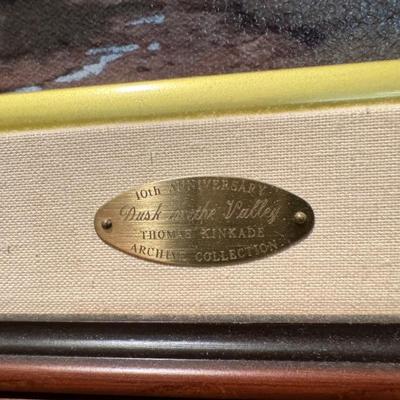 10th ANNIVERSARY
Dusk in the Valley
THOMAS KINKADE
ARCHIVE COLLECTION